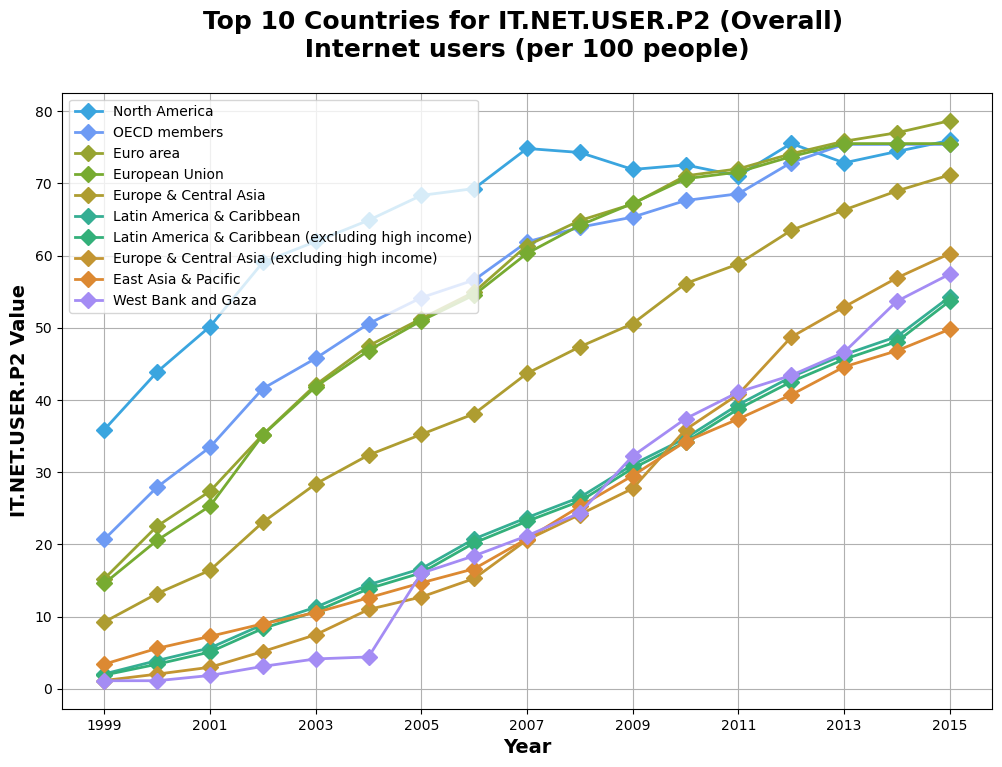 Top 10 Countries for IT.NET.USER.P2 (Overall)
Internet users (per 100 people)
North America
OECD members
Euro area
European Union
Europe & Central Asia
Latin America & Caribbean
Latin America & Caribbean (excluding high income)
Europe & Central Asia (excluding high income)
East Asia & Pacific
West Bank and Gaza
IT.NET.USER.P2 Value
80
70
60
50
40
30
20
10
0
1999
2001
2003
2005
2007
2009
2011
2013
2015
Year